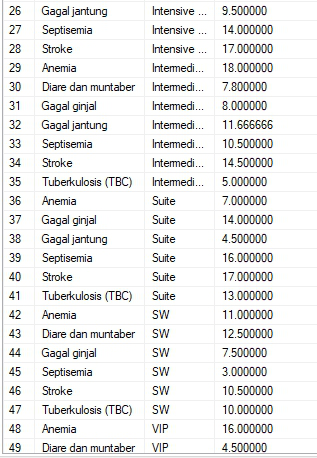 26 Gagal jantung Intensive ... 9.500000
27 Septisemia Intensive ... 14.000000
28 Stroke Intensive ... 17.000000
29 Anemia Intermedi... 18.000000
30 Diare dan muntaber Intermedi... 7.800000
31 Gagal ginjal Intermedi... 8.000000
32 Gagal jantung Intermedi... 11.666666
33 Septisemia Intermedi... 10.500000
34 Stroke Intermedi... 14.500000
35 Tuberkulosis (TBC) Intermedi... 5.000000
36 Anemia Suite 7.000000
37 Gagal ginjal Suite 14.000000
38 Gagal jantung Suite 4.500000
39 Septisemia Suite 16.000000
40 Stroke Suite 17.000000
41 Tuberkulosis (TBC) Suite 13.000000
42 Anemia SW 11.000000
43 Diare dan muntaber SW 12.500000
44 Gagal ginjal SW 7.500000
45 Septisemia SW 3.000000
46 Stroke SW 10.500000
47 Tuberkulosis (TBC) SW 10.000000
48 Anemia VIP 16.000000
49 Diare dan muntaber VIP 4.500000